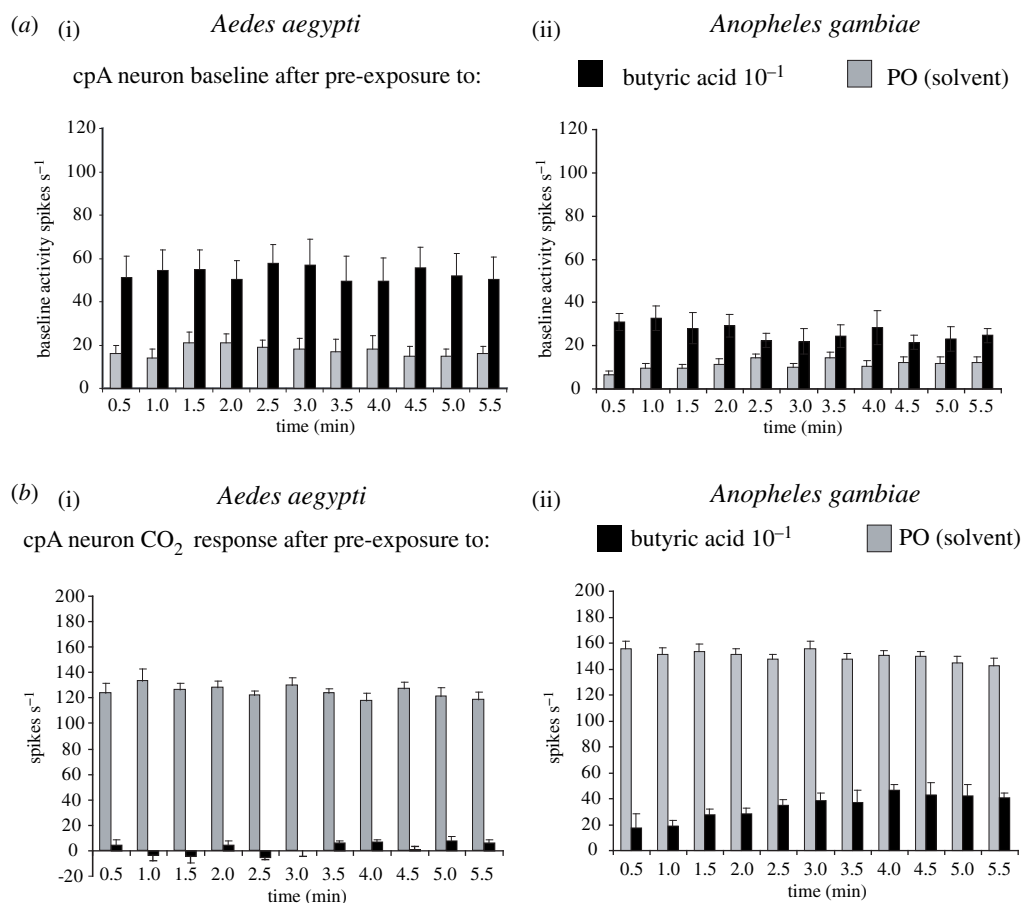 (a) (i) Aedes aegypti
(ii) Anopheles gambiae
cpA neuron baseline after pre-exposure to:
butyric acid 10⁻¹ PO (solvent)
baseline activity spikes s⁻¹
120
100
80
60
40
20
0
0.5 1.0 1.5 2.0 2.5 3.0 3.5 4.0 4.5 5.0 5.5
time (min)
baseline activity spikes s⁻¹
120
100
80
60
40
20
0
0.5 1.0 1.5 2.0 2.5 3.0 3.5 4.0 4.5 5.0 5.5
time (min)
(b) (i) Aedes aegypti
(ii) Anopheles gambiae
cpA neuron CO₂ response after pre-exposure to:
butyric acid 10⁻¹ PO (solvent)
spikes s⁻¹
200
180
160
140
120
100
80
60
40
20
0
-20
0.5 1.0 1.5 2.0 2.5 3.0 3.5 4.0 4.5 5.0 5.5
time (min)
spikes s⁻¹
200
180
160
140
120
100
80
60
40
20
0
0.5 1.0 1.5 2.0 2.5 3.0 3.5 4.0 4.5 5.0 5.5
time (min)